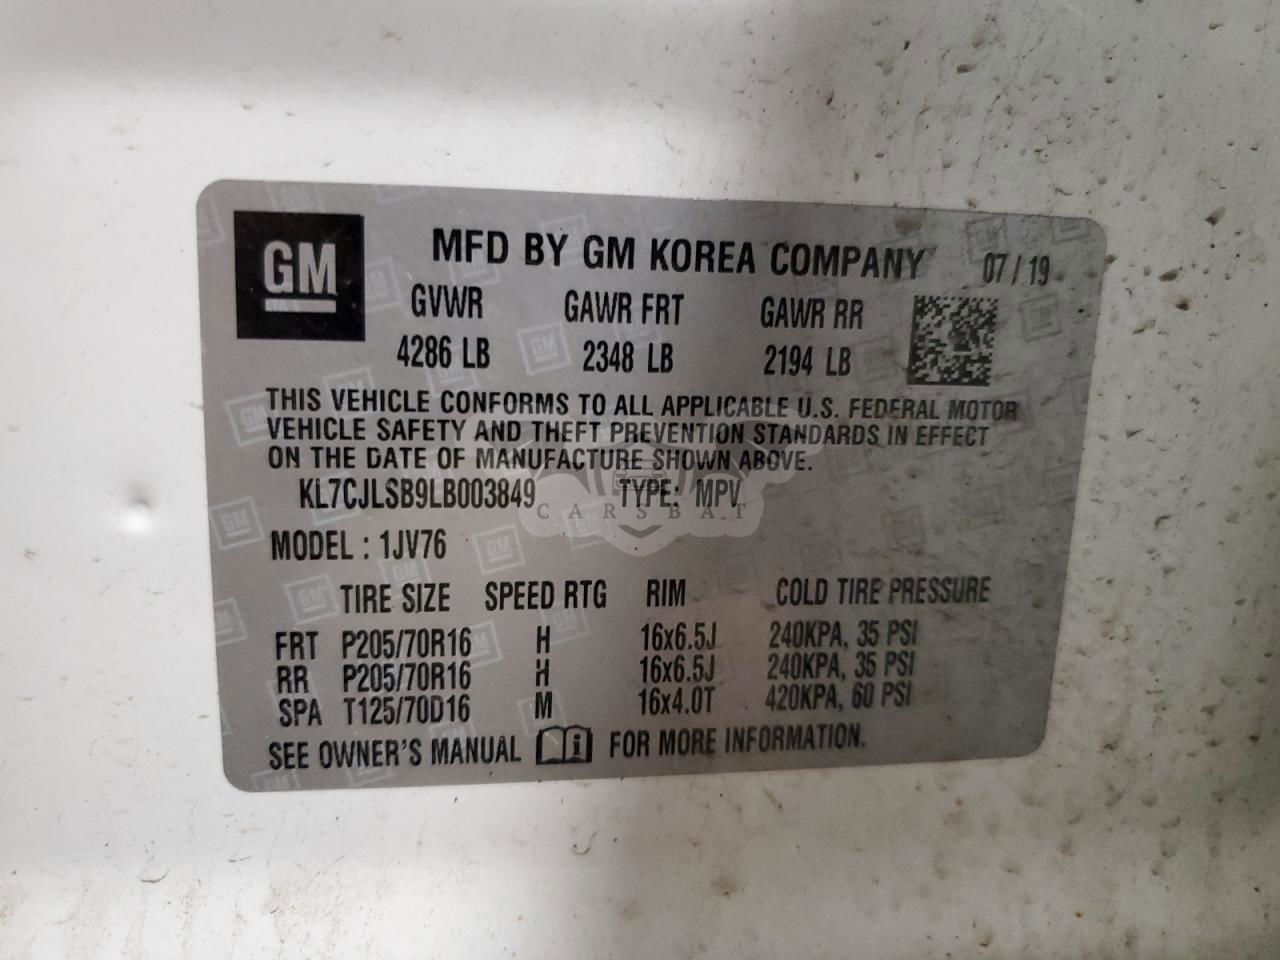 GM
MFD BY GM KOREA COMPANY 07/19
GVWR GAWR FRT GAWR RR
4286 LB 2348 LB 2194 LB
THIS VEHICLE CONFORMS TO ALL APPLICABLE U.S. FEDERAL MOTOR
VEHICLE SAFETY AND THEFT PREVENTION STANDARDS IN EFFECT
ON THE DATE OF MANUFACTURE SHOWN ABOVE.
KL7CJLSB9LB003849 TYPE: MPV
CARSBAT
MODEL : 1JV76
TIRE SIZE SPEED RTG RIM COLD TIRE PRESSURE
FRT P205/70R16 H 16x6.5J 240KPA, 35 PSI
RR P205/70R16 H 16x6.5J 240KPA, 35 PSI
SPA T125/70D16 M 16x4.0T 420KPA, 60 PSI
SEE OWNER'S MANUAL i FOR MORE INFORMATION.